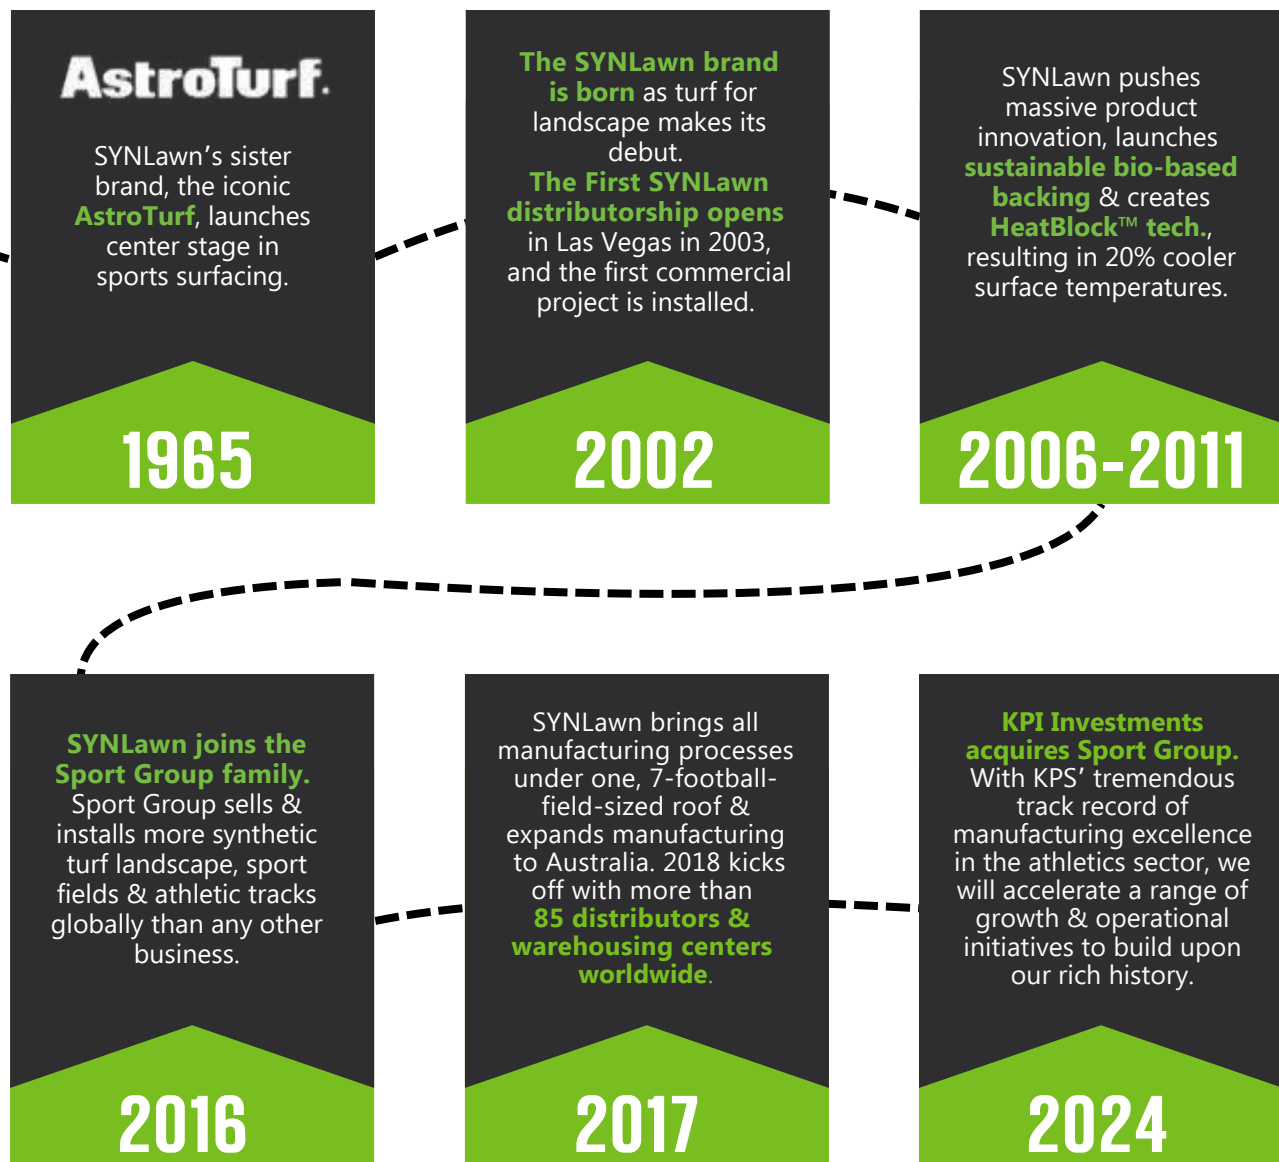 AstroTurf.
SYNLawn’s sister
brand, the iconic
AstroTurf, launches
center stage in
sports surfacing.
1965
The SYNLawn brand
is born as turf for
landscape makes its
debut.
The First SYNLawn
distributorship opens
in Las Vegas in 2003,
and the first commercial
project is installed.
2002
SYNLawn pushes
massive product
innovation, launches
sustainable bio-based
backing & creates
HeatBlock™ tech.,
resulting in 20% cooler
surface temperatures.
2006-2011
SYNLawn joins the
Sport Group family.
Sport Group sells &
installs more synthetic
turf landscape, sport
fields & athletic tracks
globally than any other
business.
2016
SYNLawn brings all
manufacturing processes
under one, 7-football-
field-sized roof &
expands manufacturing
to Australia. 2018 kicks
off with more than
85 distributors &
warehousing centers
worldwide.
2017
KPI Investments
acquires Sport Group.
With KPS’ tremendous
track record of
manufacturing excellence
in the athletics sector, we
will accelerate a range of
growth & operational
initiatives to build upon
our rich history.
2024